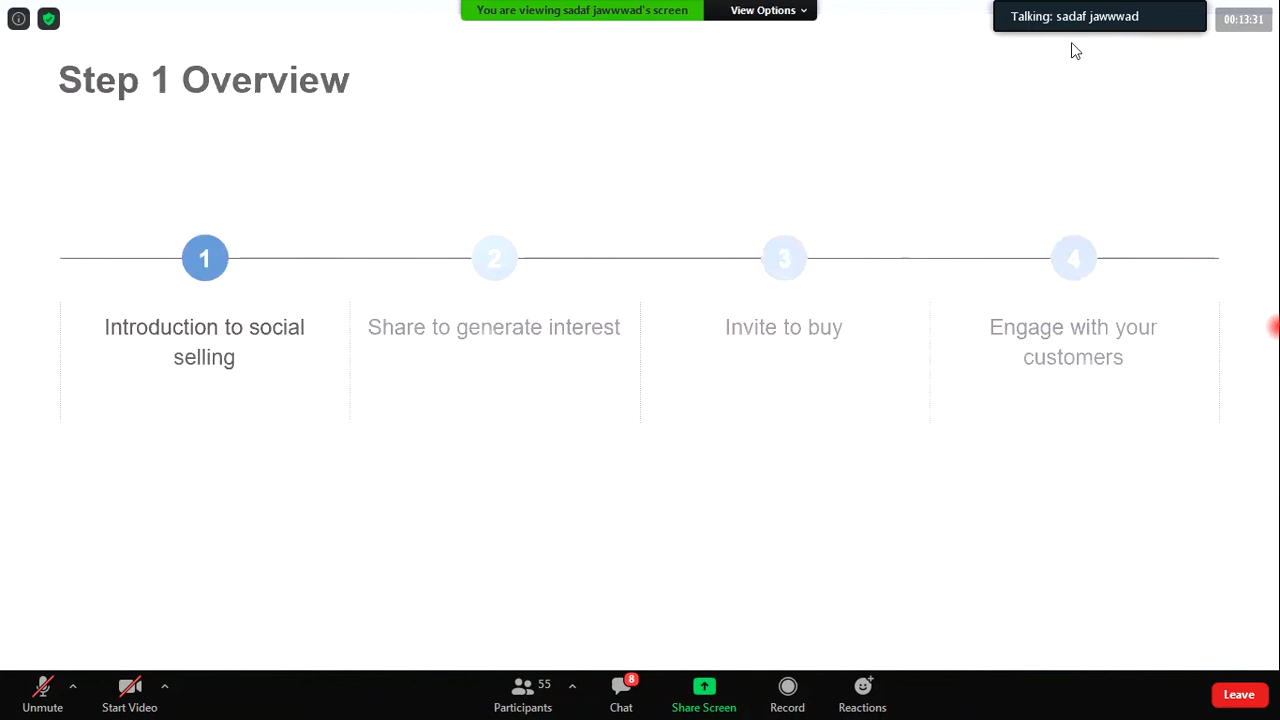 You are viewing sadaf jawwwad's screen
View Options
Talking: sadaf jawwwad
00:13:31
Step 1 Overview
1
2
3
4
Introduction to social
selling
Share to generate interest
Invite to buy
Engage with your
customers
Unmute
Start Video
55
Participants
8
Chat
Share Screen
Record
Reactions
Leave